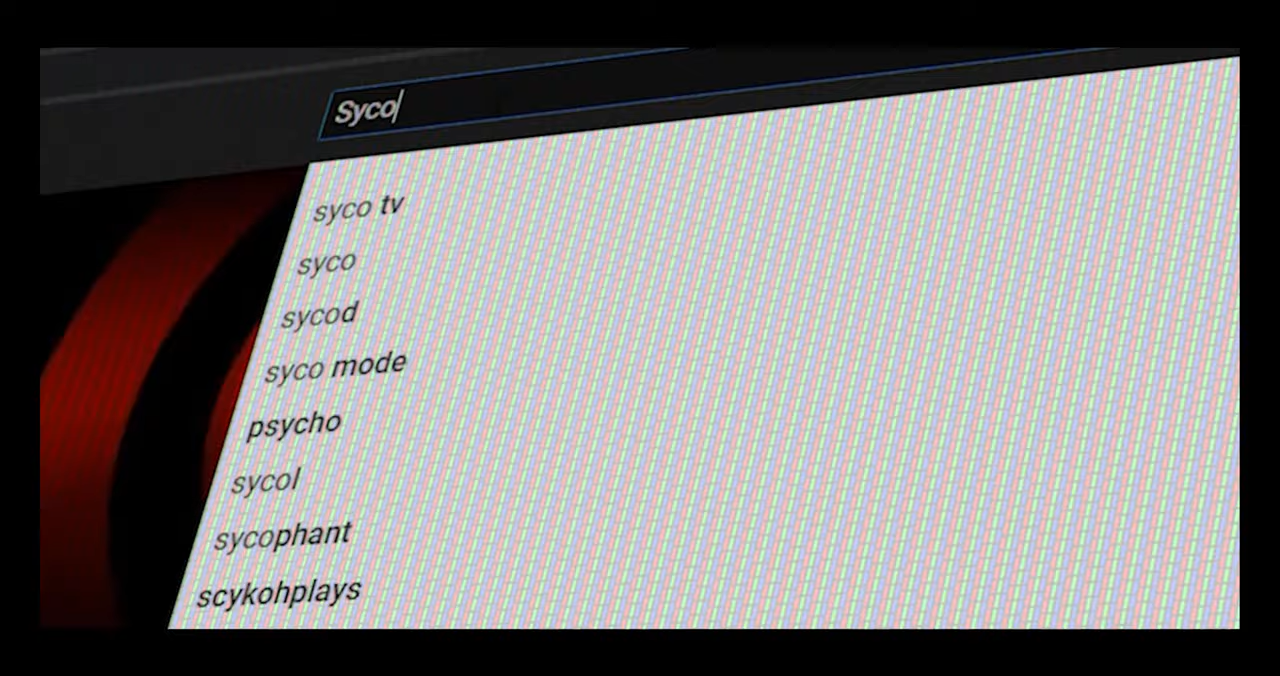 Syco
syco tv
syco
sycod
syco mode
psycho
sycol
sycophant
scykohplays